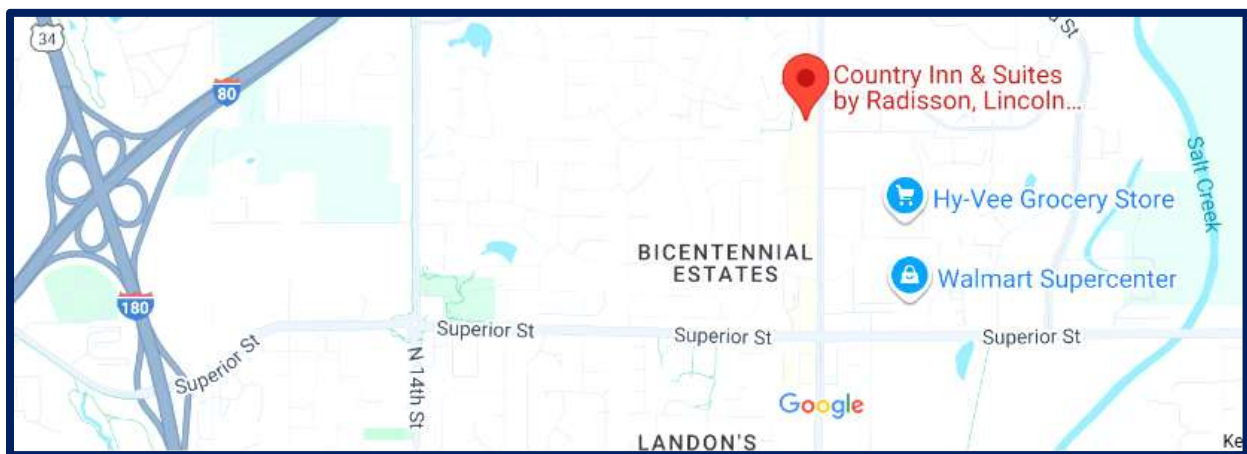 34
80
180
d St
Country Inn & Suites
by Radisson, Lincoln...
Salt Creek
Hy-Vee Grocery Store
BICENTENNIAL
ESTATES
Walmart Supercenter
Superior St
Superior St
Superior St
Superior St
N 14th St
Google
LANDON'S
Ke